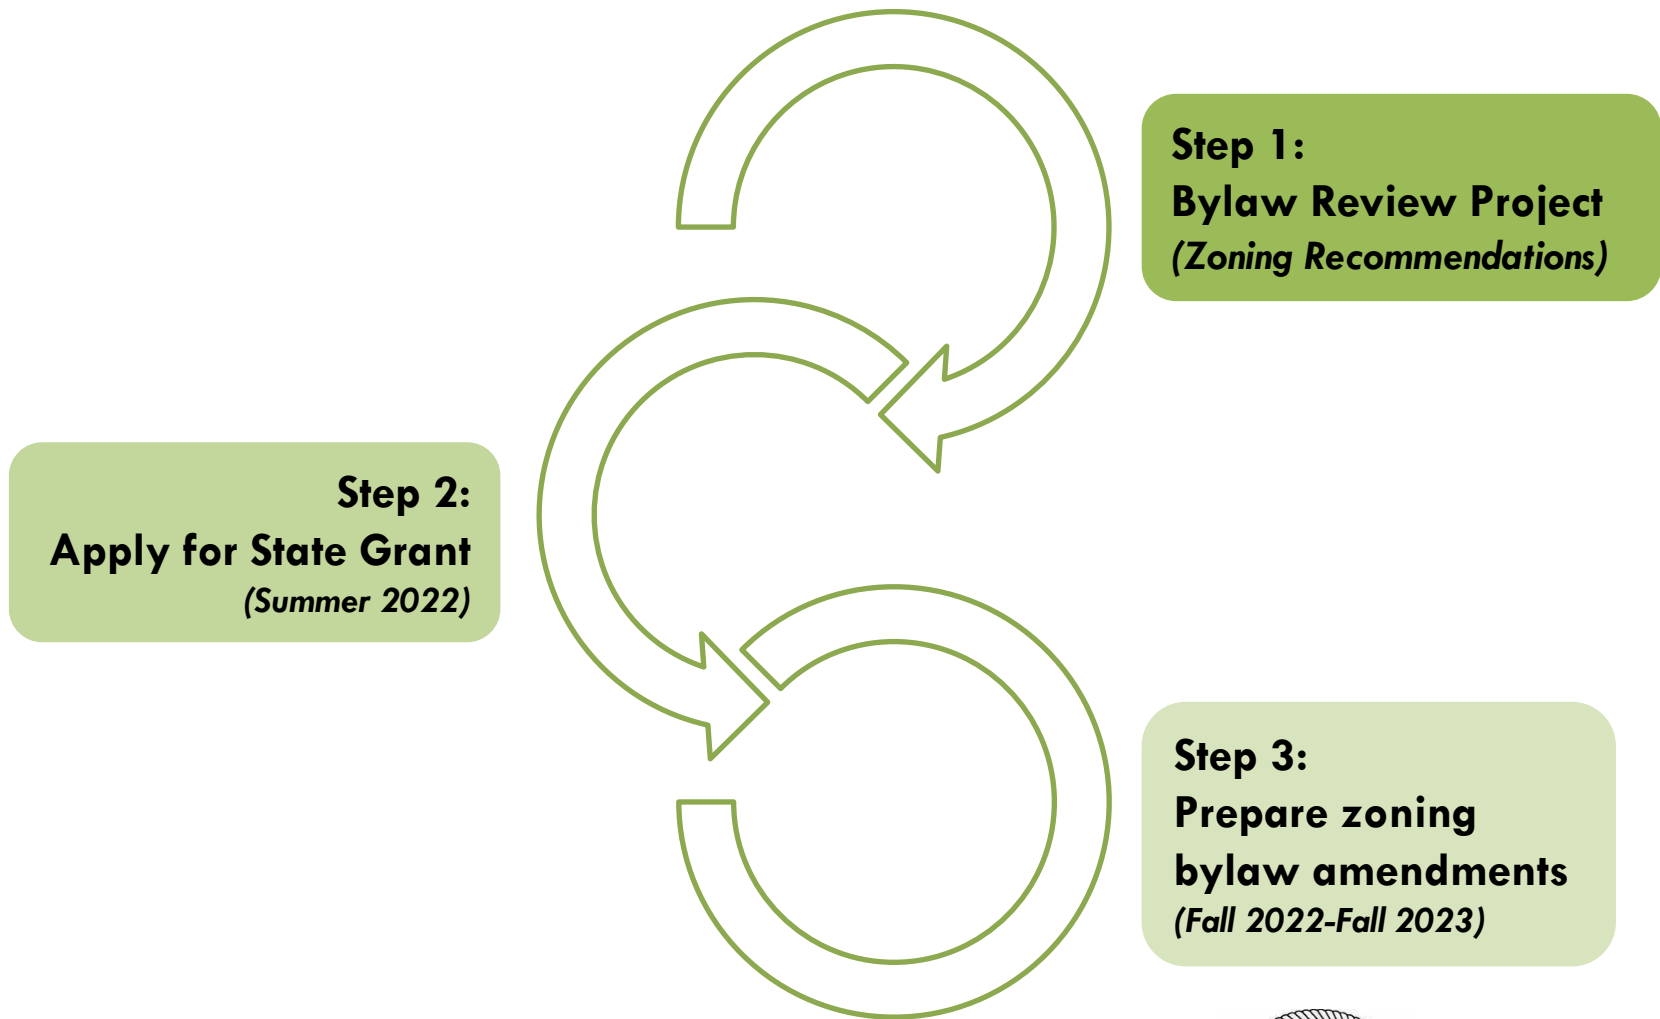 Step 1:
Bylaw Review Project
(Zoning Recommendations)
Step 2:
Apply for State Grant
(Summer 2022)
Step 3:
Prepare zoning
bylaw amendments
(Fall 2022-Fall 2023)